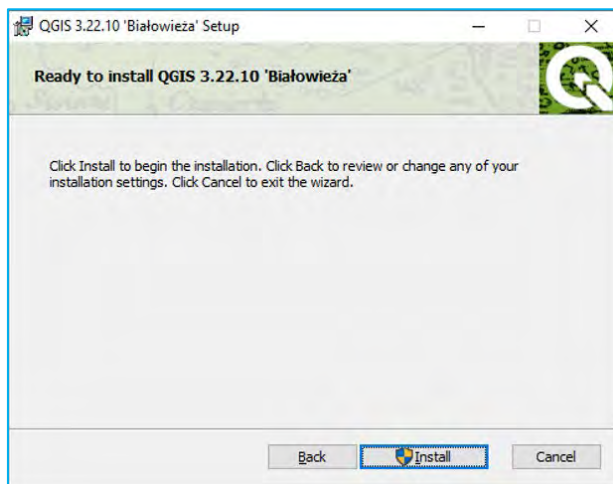 QGIS 3.22.10 'Białowieża' Setup
Ready to install QGIS 3.22.10 'Białowieża'
Click Install to begin the installation. Click Back to review or change any of your
installation settings. Click Cancel to exit the wizard.
Back
Install
Cancel